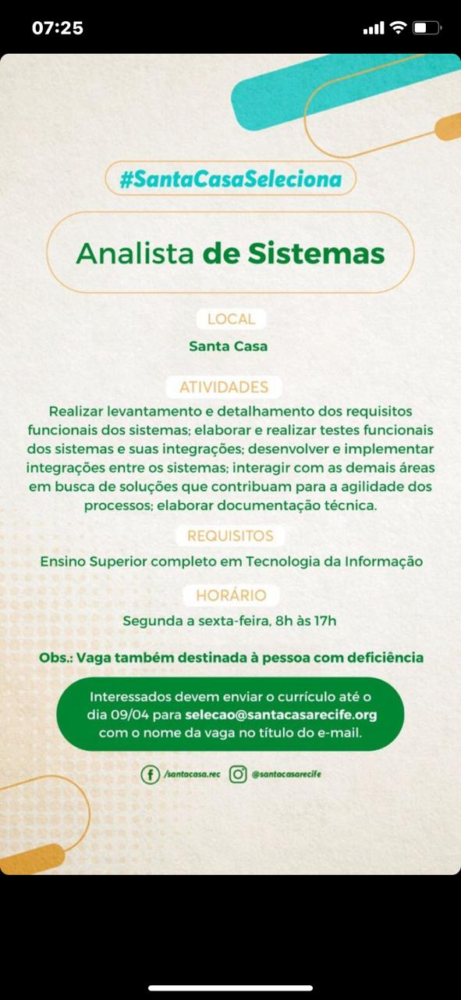 07:25
#SantaCasaSeleciona
Analista de Sistemas
LOCAL
Santa Casa
ATIVIDADES
Realizar levantamento e detalhamento dos requisitos
funcionais dos sistemas; elaborar e realizar testes funcionais
dos sistemas e suas integrações; desenvolver e implementar
integrações entre os sistemas; interagir com as demais áreas
em busca de soluções que contribuam para a agilidade dos
processos; elaborar documentação técnica.
REQUISITOS
Ensino Superior completo em Tecnologia da Informação
HORÁRIO
Segunda a sexta-feira, 8h às 17h
Obs.: Vaga também destinada à pessoa com deficiência
Interessados devem enviar o currículo até o
dia 09/04 para selecao@santacasarecife.org
com o nome da vaga no título do e-mail.
/santacasa.rec @santacasarecife